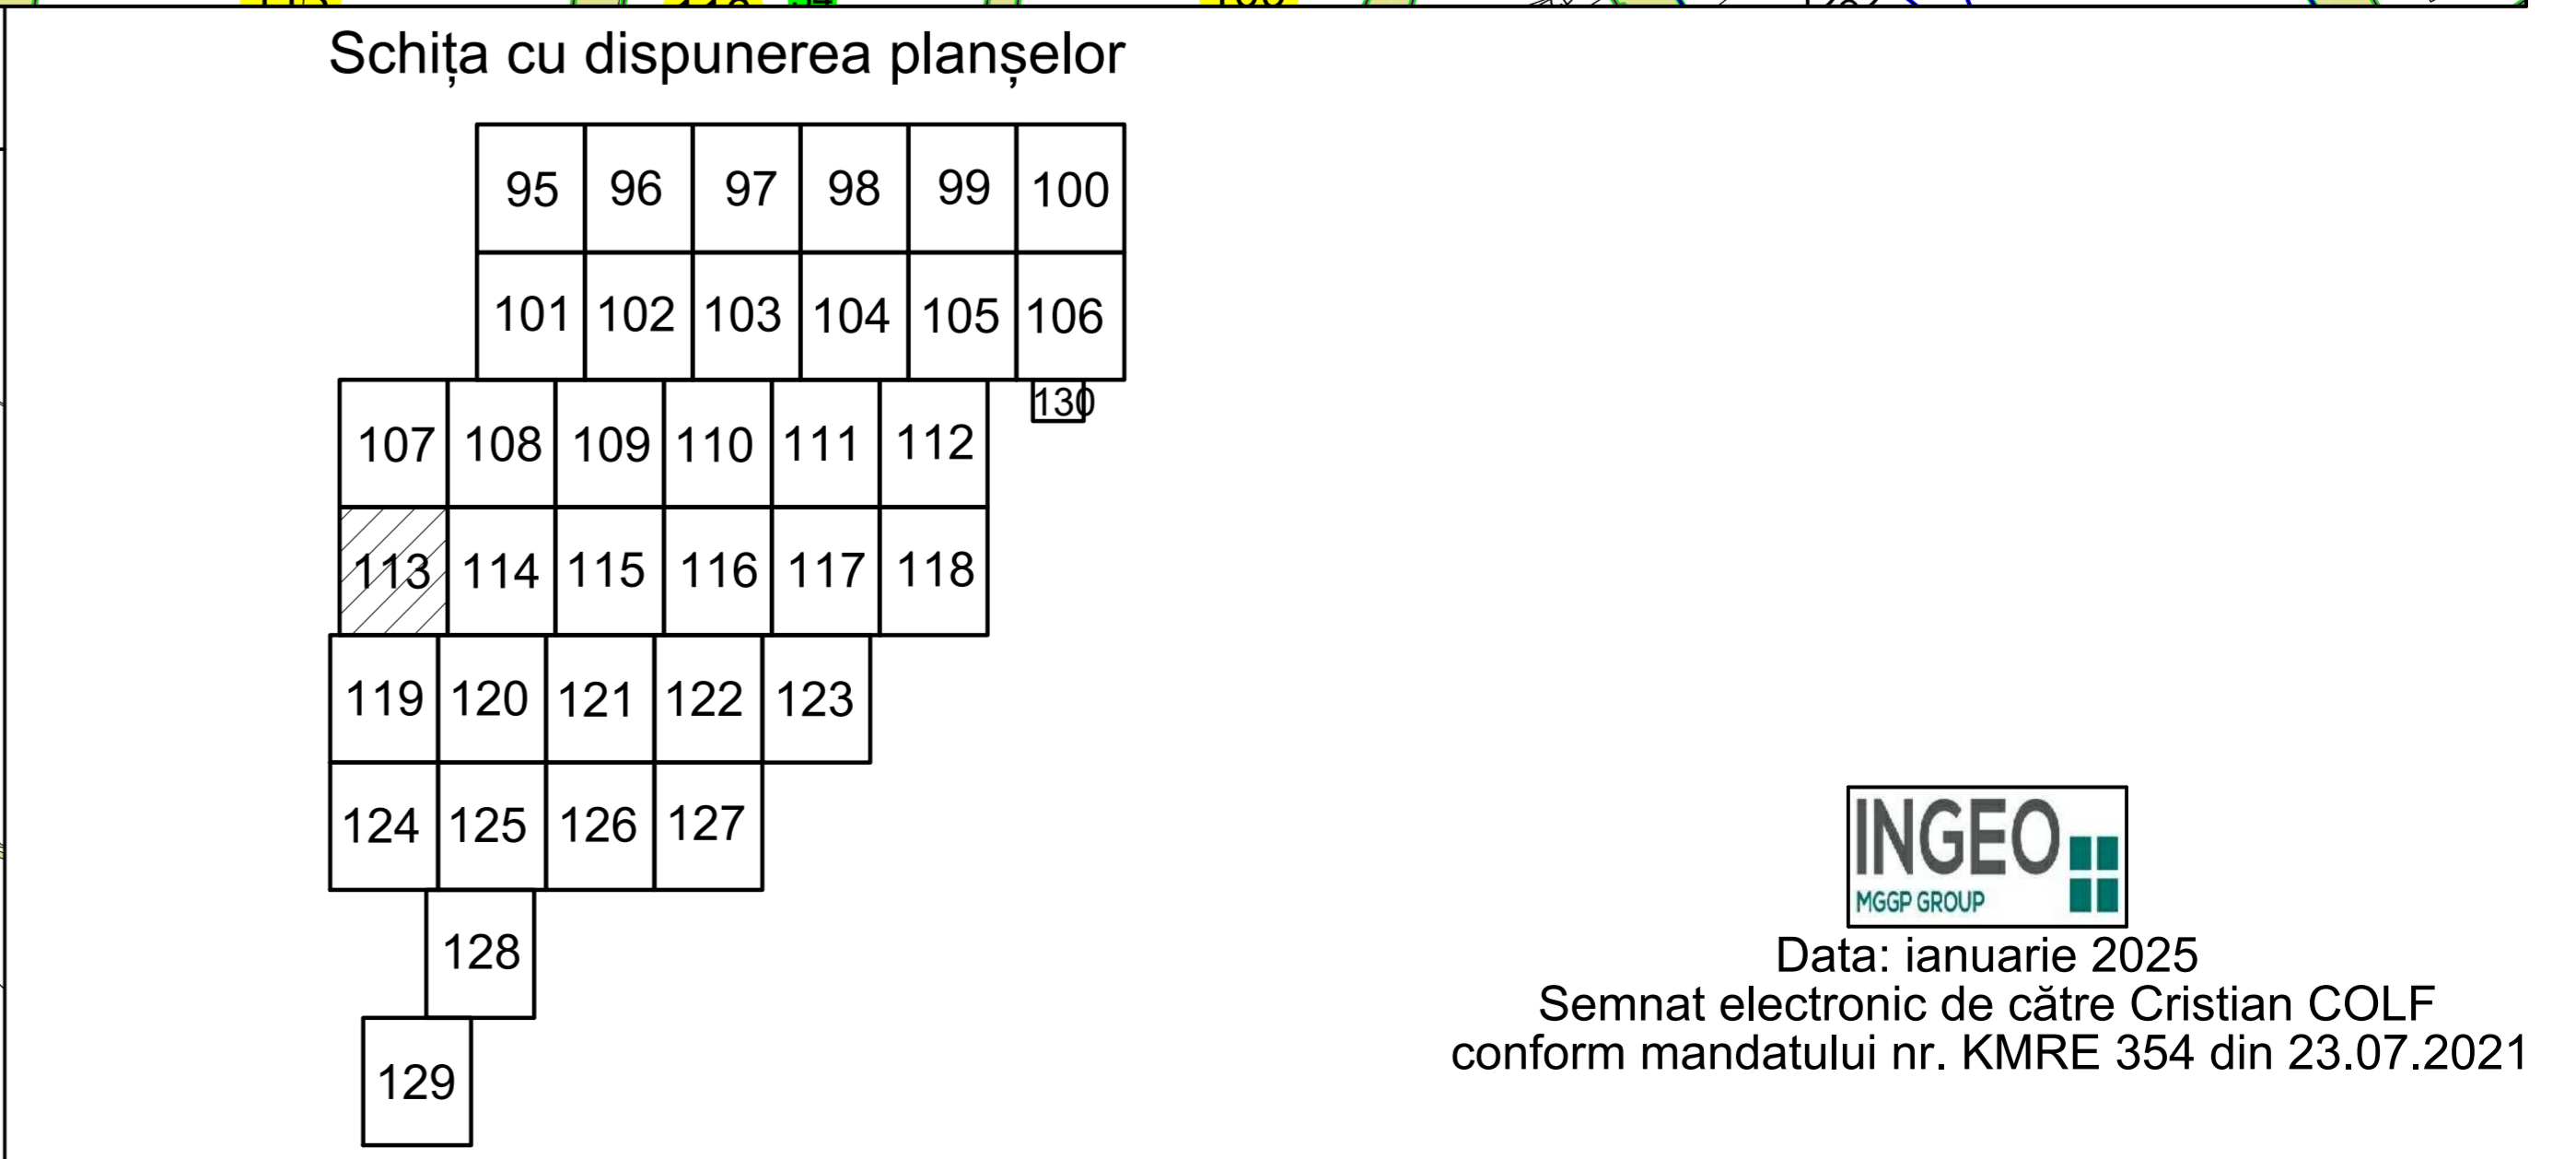 Schița cu dispunerea planșelor
95 96 97 98 99 100
101 102 103 104 105 106
130
107 108 109 110 111 112
113 114 115 116 117 118
119 120 121 122 123
124 125 126 127
128
129
INGEO
MGGP GROUP
Data: ianuarie 2025
Semnat electronic de către Cristian COLF
conform mandatului nr. KMRE 354 din 23.07.2021